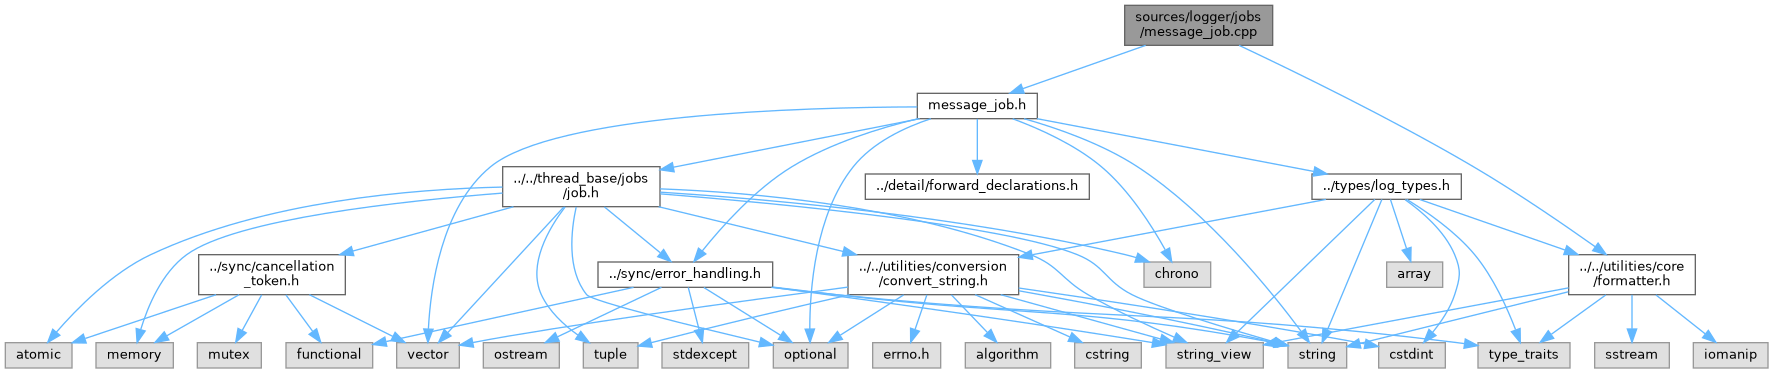 sources/logger/jobs
/message_job.cpp
message_job.h
../../thread_base/jobs
/job.h
../detail/forward_declarations.h
../types/log_types.h
../sync/cancellation
_token.h
../sync/error_handling.h
../../utilities/conversion
/convert_string.h
chrono
array
../../utilities/core
/formatter.h
atomic
memory
mutex
functional
vector
ostream
tuple
stdexcept
optional
errno.h
algorithm
cstring
string_view
string
cstdint
type_traits
sstream
iomanip